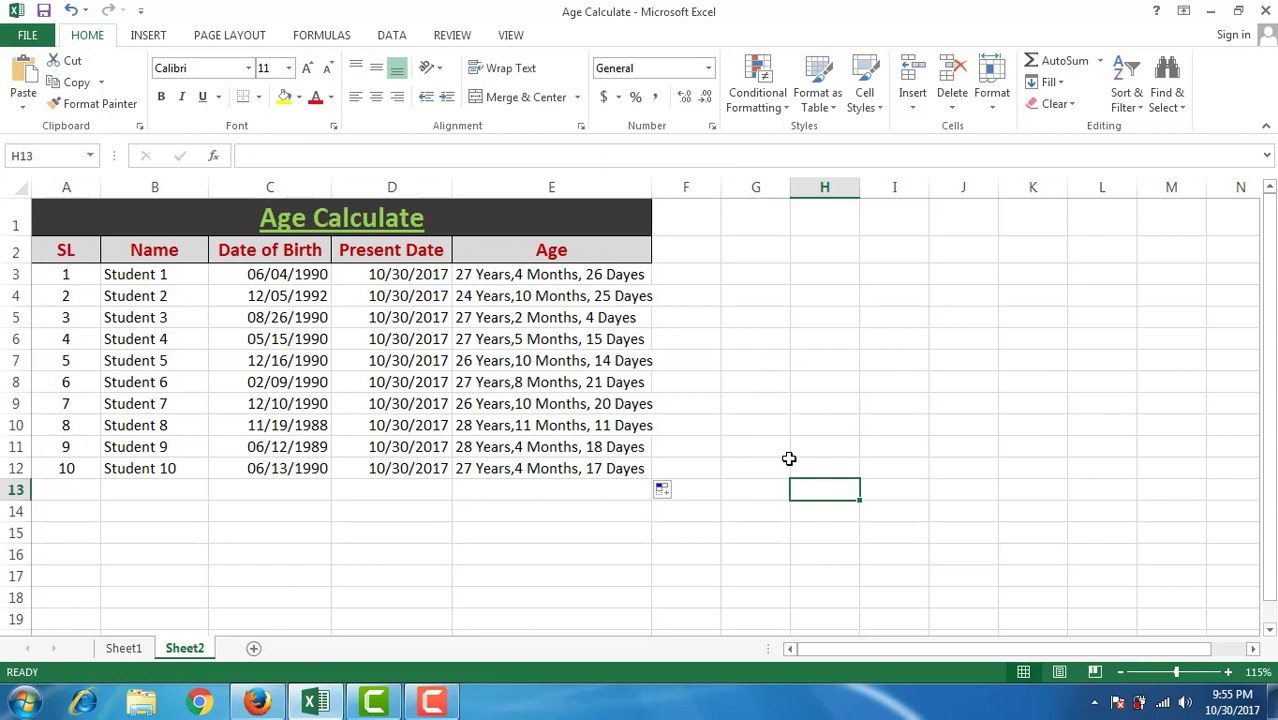 Age Calculate - Microsoft Excel
? 
FILE HOME INSERT PAGE LAYOUT FORMULAS DATA REVIEW VIEW Sign in
Paste Cut Copy Format Painter
Calibri 11 A A B I U A
Wrap Text Merge & Center
General $ % ,
Conditional Formatting Format as Table Cell Styles
Insert Delete Format
AutoSum Fill Clear Sort & Filter Find & Select
Clipboard Font Alignment Number Styles Cells Editing
H13 fx
A B C D E F G H I J K L M N
1 Age Calculate
2 SL Name Date of Birth Present Date Age
3 1 Student 1 06/04/1990 10/30/2017 27 Years,4 Months, 26 Dayes
4 2 Student 2 12/05/1992 10/30/2017 24 Years,10 Months, 25 Dayes
5 3 Student 3 08/26/1990 10/30/2017 27 Years,2 Months, 4 Dayes
6 4 Student 4 05/15/1990 10/30/2017 27 Years,5 Months, 15 Dayes
7 5 Student 5 12/16/1990 10/30/2017 26 Years,10 Months, 14 Dayes
8 6 Student 6 02/09/1990 10/30/2017 27 Years,8 Months, 21 Dayes
9 7 Student 7 12/10/1990 10/30/2017 26 Years,10 Months, 20 Dayes
10 8 Student 8 11/19/1988 10/30/2017 28 Years,11 Months, 11 Dayes
11 9 Student 9 06/12/1989 10/30/2017 28 Years,4 Months, 18 Dayes
12 10 Student 10 06/13/1990 10/30/2017 27 Years,4 Months, 17 Dayes
13
14
15
16
17
18
19
Sheet1 Sheet2
READY 115%
9:55 PM
10/30/2017